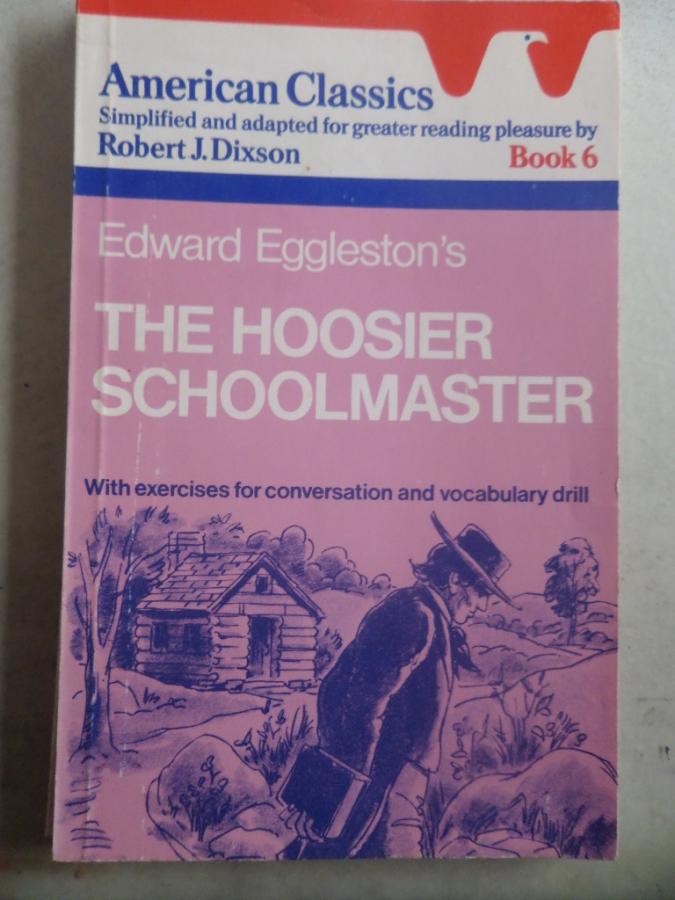 American Classics
Simplified and adapted for greater reading pleasure by
Robert J. Dixson
Book 6
Edward Eggleston's
THE HOOSIER
SCHOOLMASTER
With exercises for conversation and vocabulary drill